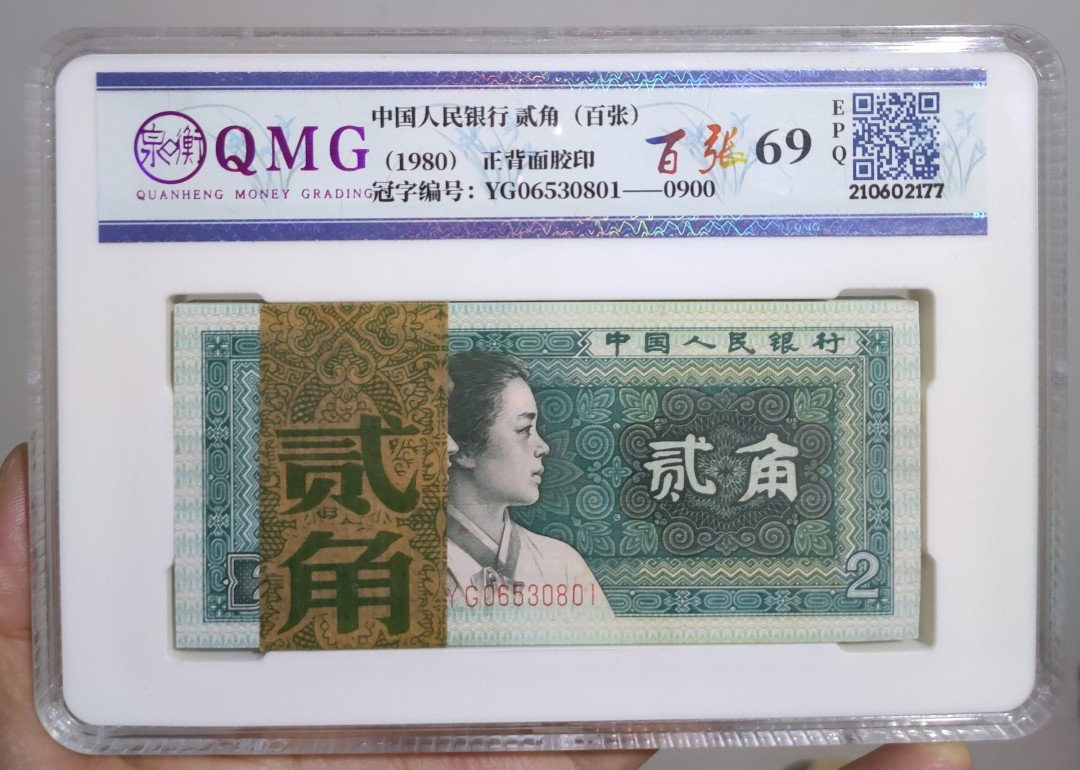 中国人民银行 贰角（百张）
泉衡 QMG （1980） 正背面胶印 百张 69 EPQ
QUANHENG MONEY GRADING 冠字编号：YG06530801——0900
210602177
中国人民银行
贰角
贰角
YG06530801
2